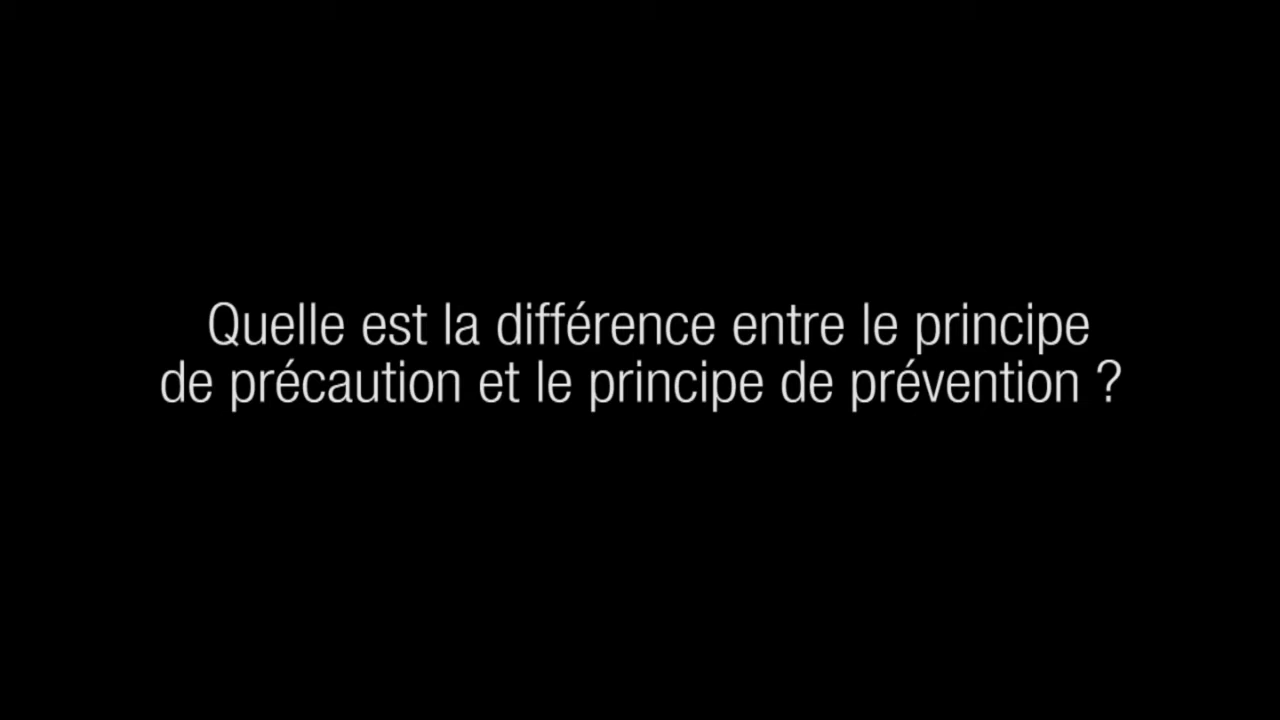 Quelle est la différence entre le principe
de précaution et le principe de prévention ?